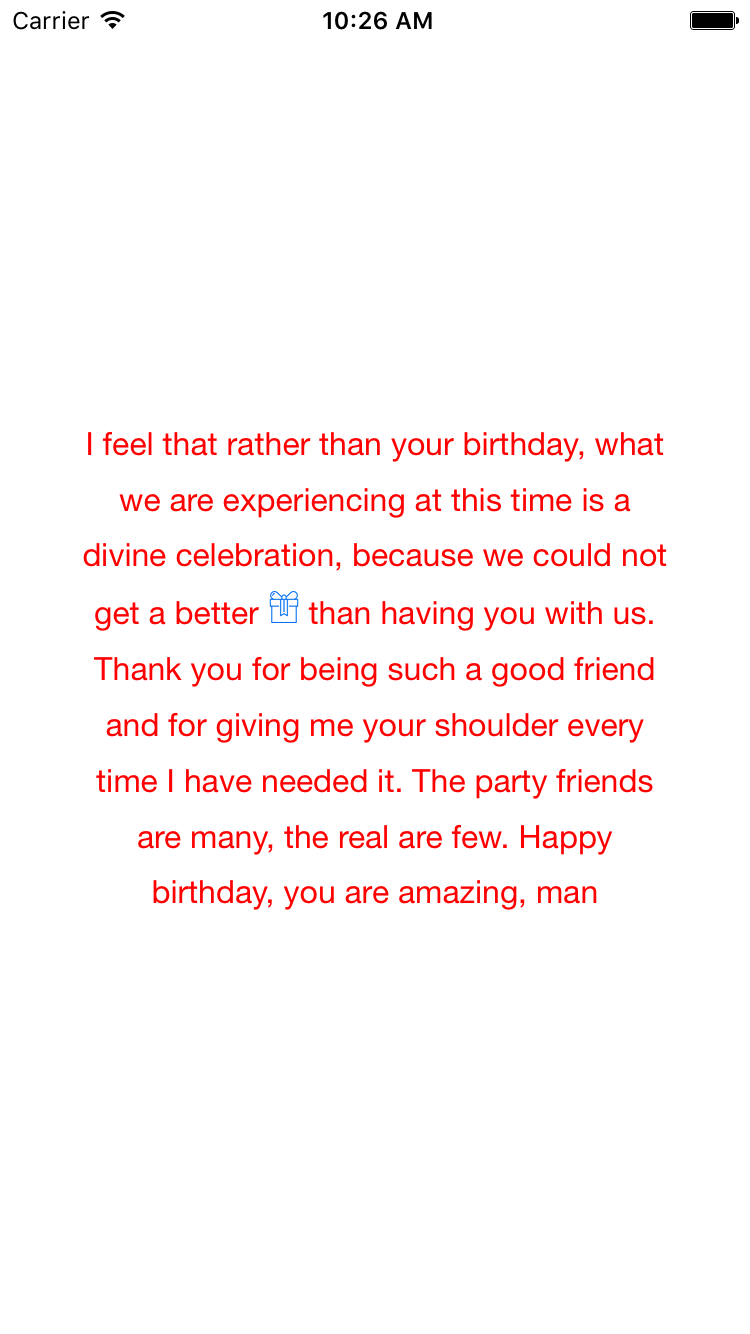 Carrier 10:26 AM
I feel that rather than your birthday, what
we are experiencing at this time is a
divine celebration, because we could not
get a better than having you with us.
Thank you for being such a good friend
and for giving me your shoulder every
time I have needed it. The party friends
are many, the real are few. Happy
birthday, you are amazing, man